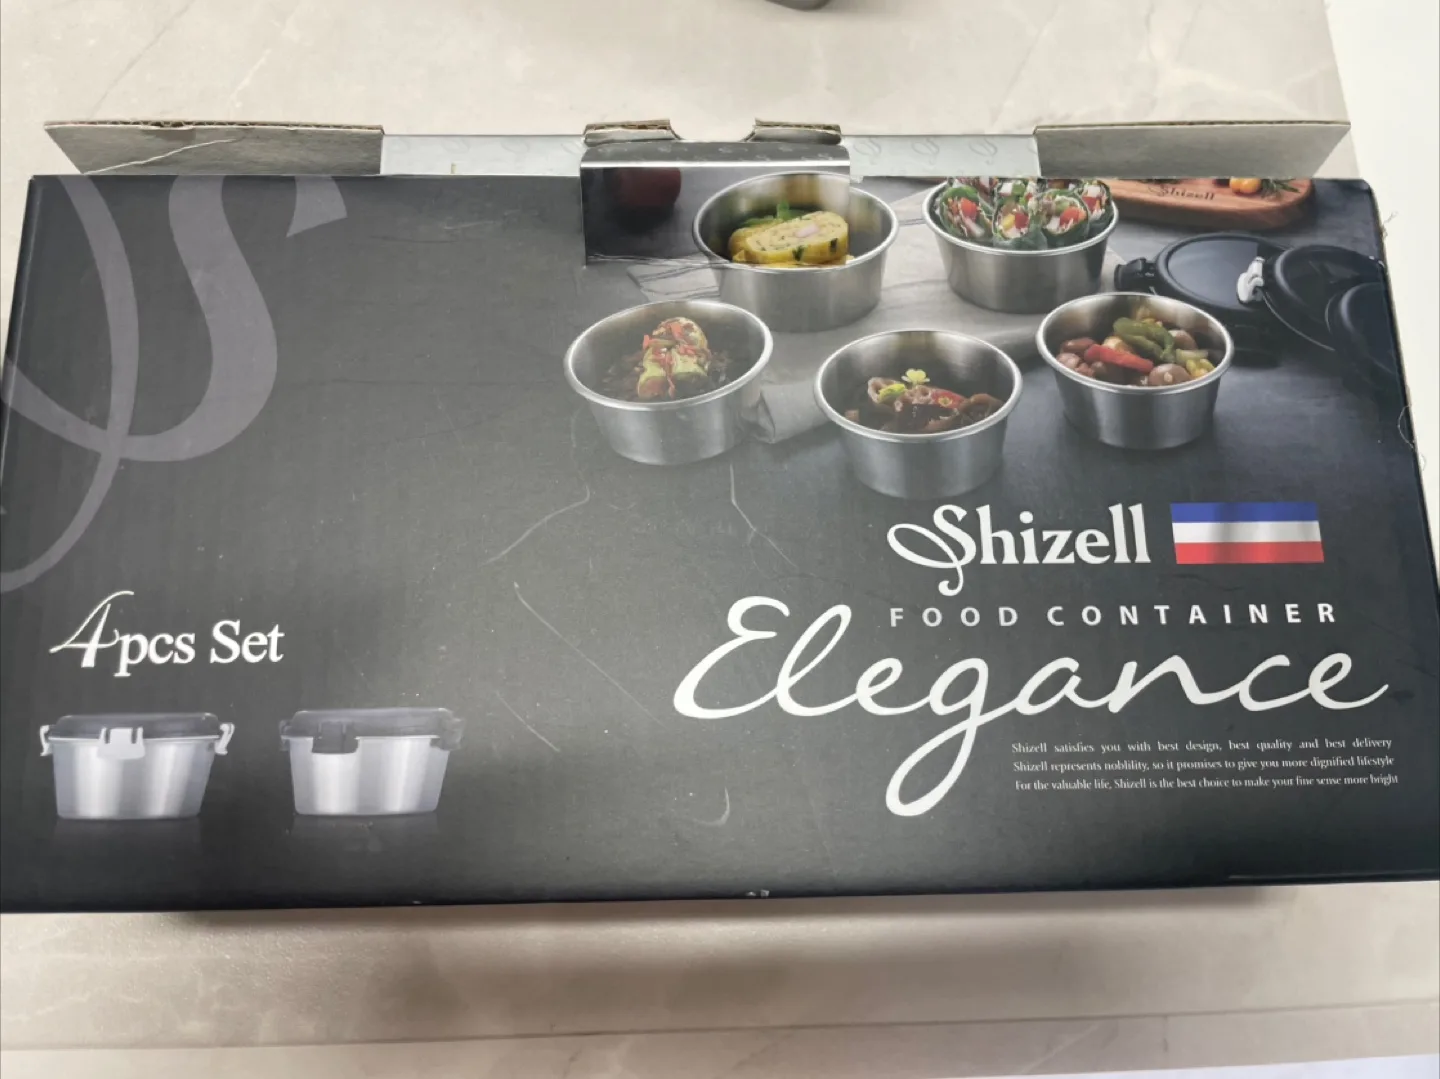 Shizell
Shizell
FOOD CONTAINER
Elegance
4pcs Set
Shizell satisfies you with best design, best quality and best delivery
Shizell represents noblility, so it promises to give you more dignified lifestyle
For the valuable life, Shizell is the best choice to make your fine sense more bright